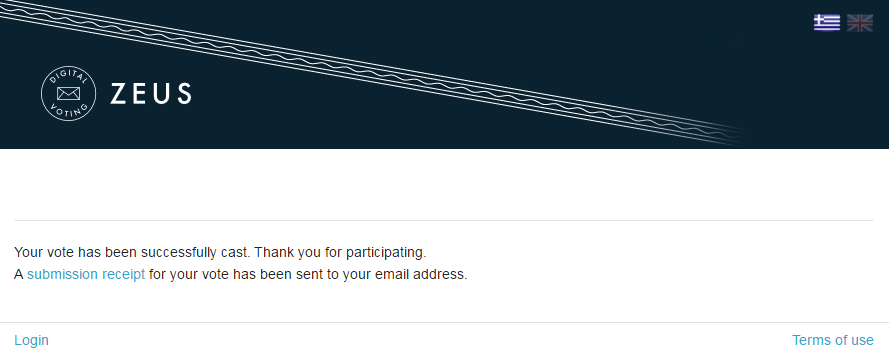 DIGITAL
VOTING
ZEUS
Your vote has been successfully cast. Thank you for participating.
A submission receipt for your vote has been sent to your email address.
Login
Terms of use